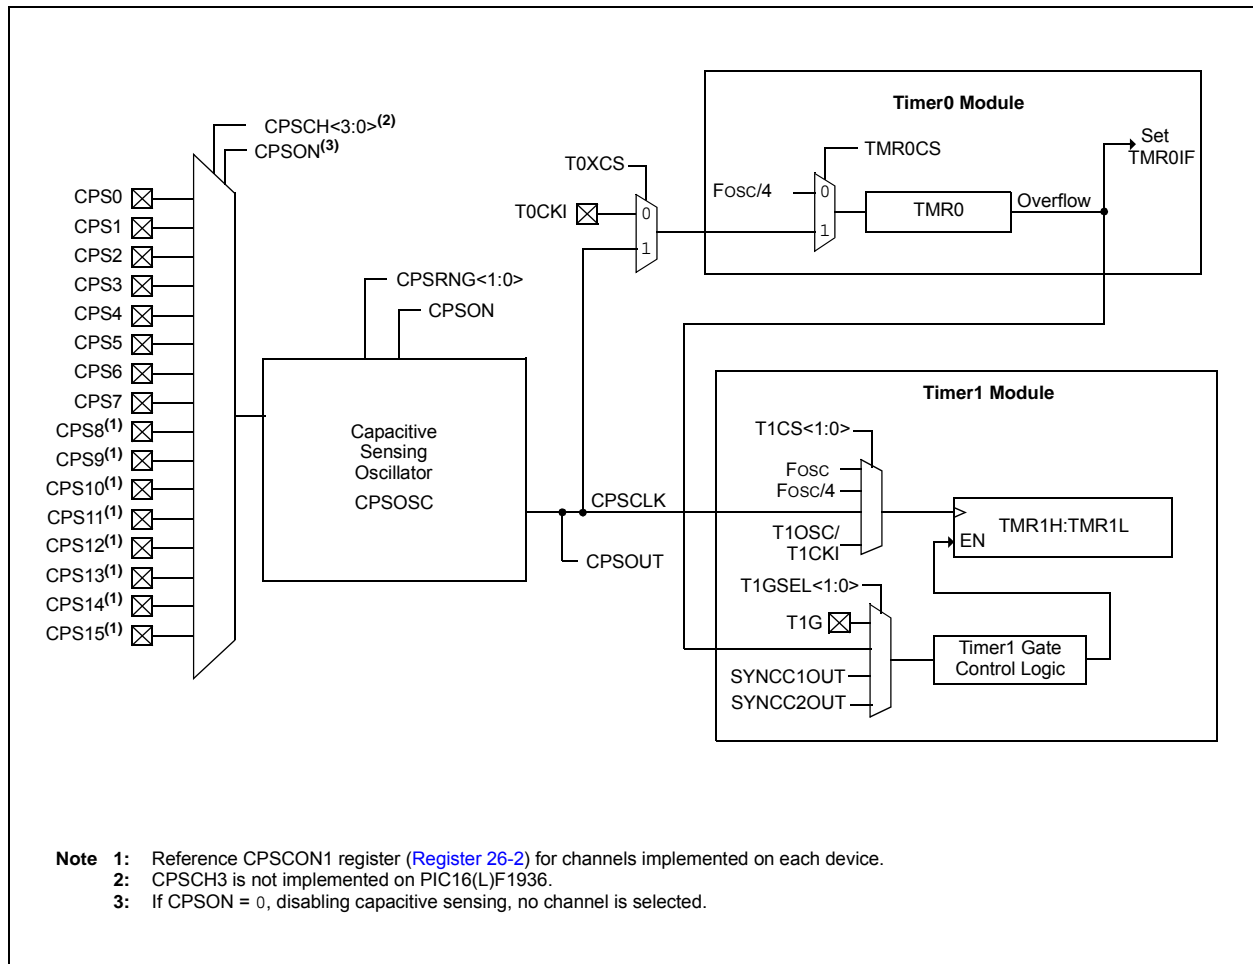 Timer0 Module
CPSCH<3:0>(2)
CPSON(3)
T0XCS
TMR0CS
Set
TMR0IF
FOSC/4
0
1
TMR0
Overflow
T0CKI
0
1
CPS0
CPS1
CPS2
CPS3
CPS4
CPS5
CPS6
CPS7
CPS8(1)
CPS9(1)
CPS10(1)
CPS11(1)
CPS12(1)
CPS13(1)
CPS14(1)
CPS15(1)
CPSRNG<1:0>
CPSON
Capacitive
Sensing
Oscillator
CPSOSC
CPSCLK
CPSOUT
Timer1 Module
T1CS<1:0>
FOSC
FOSC/4
T1OSC/
T1CKI
TMR1H:TMR1L
EN
T1GSEL<1:0>
T1G
SYNCC1OUT
SYNCC2OUT
Timer1 Gate
Control Logic
Note 1: Reference CPSCON1 register (Register 26-2) for channels implemented on each device.
2: CPSCH3 is not implemented on PIC16(L)F1936.
3: If CPSON = 0, disabling capacitive sensing, no channel is selected.